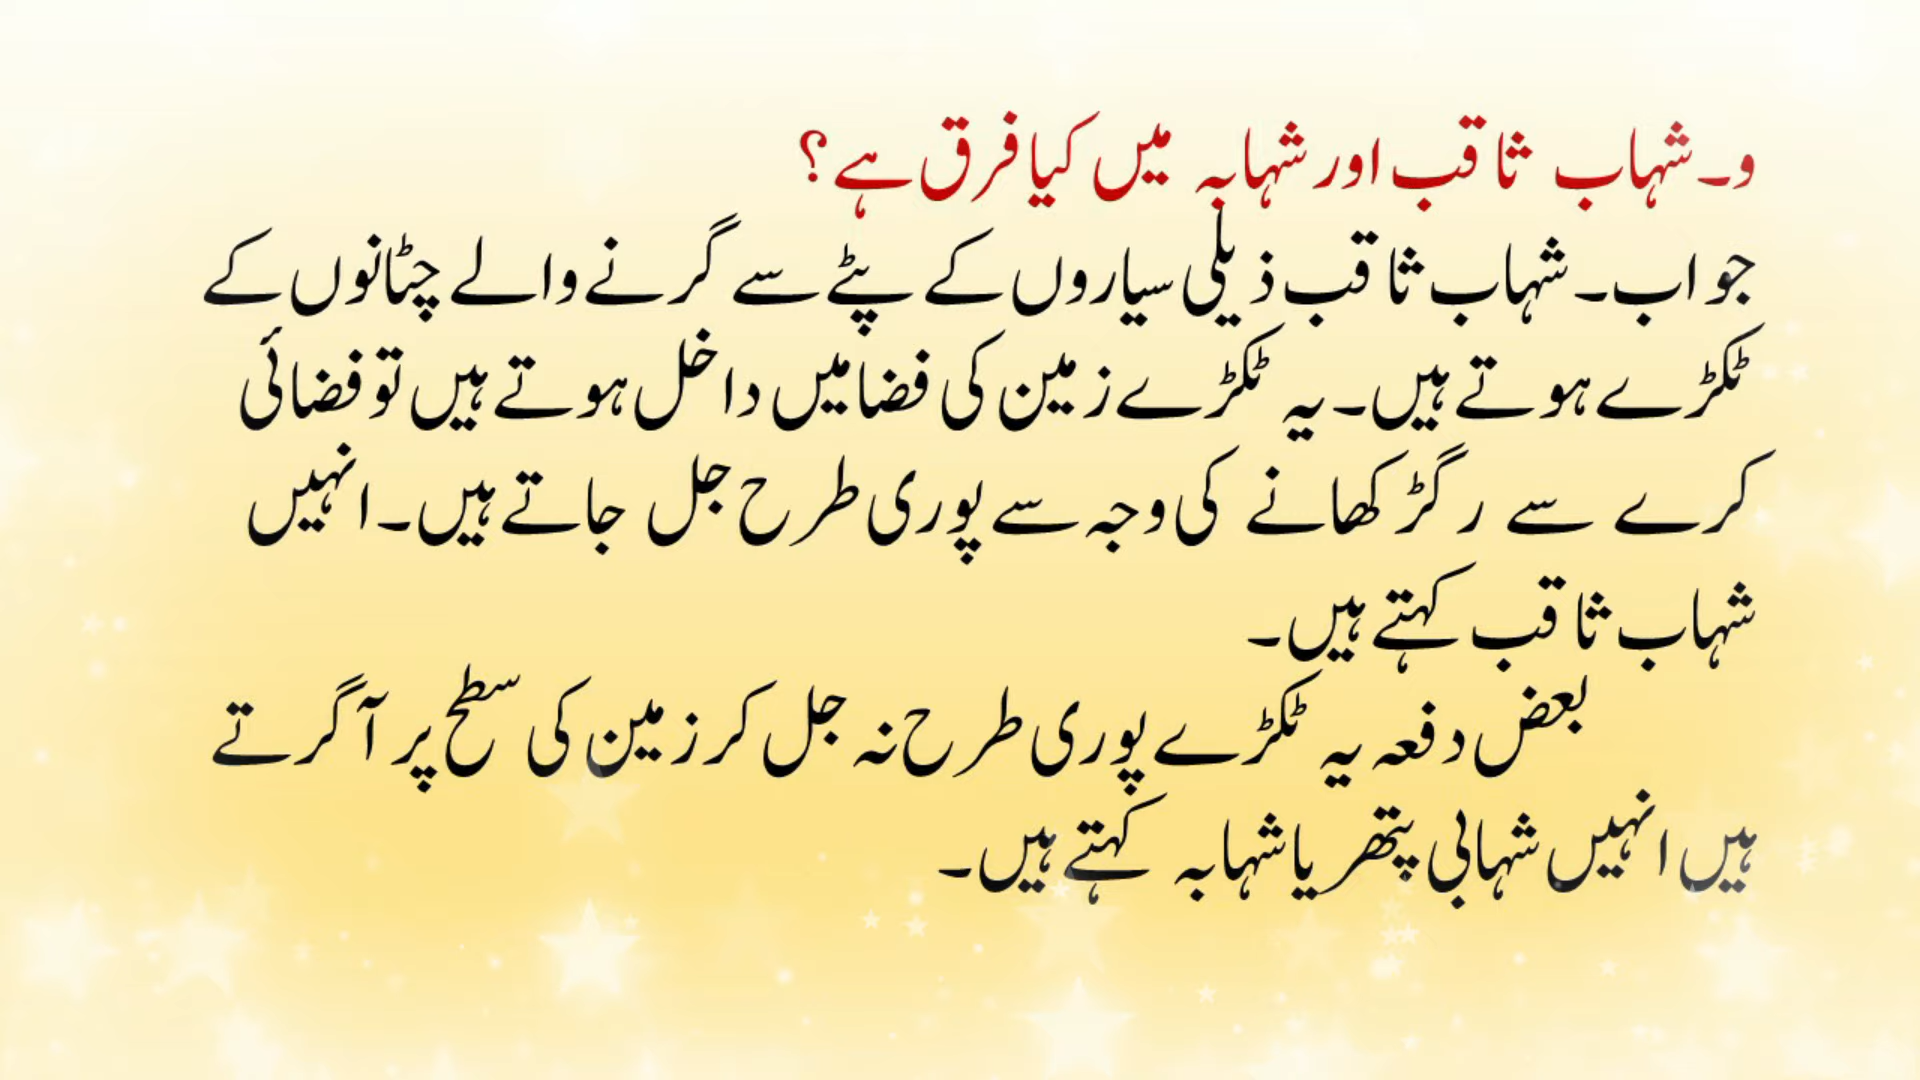 و۔شہاب ثاقب اور شہابہ میں کیا فرق ہے؟
جواب۔شہاب ثاقب ذیلی سیاروں کے پٹے سے گرنے والے چٹانوں کے
ٹکڑے ہوتے ہیں۔یہ ٹکڑے زمین کی فضا میں داخل ہوتے ہیں تو فضائی
کرے سے رگڑ کھانے کی وجہ سے پوری طرح جل جاتے ہیں۔انہیں
شہاب ثاقب کہتے ہیں۔
بعض دفعہ یہ ٹکڑے پوری طرح نہ جل کر زمین کی سطح پر آگرتے
ہیں انہیں شہابی پتھر یا شہابہ کہتے ہیں۔